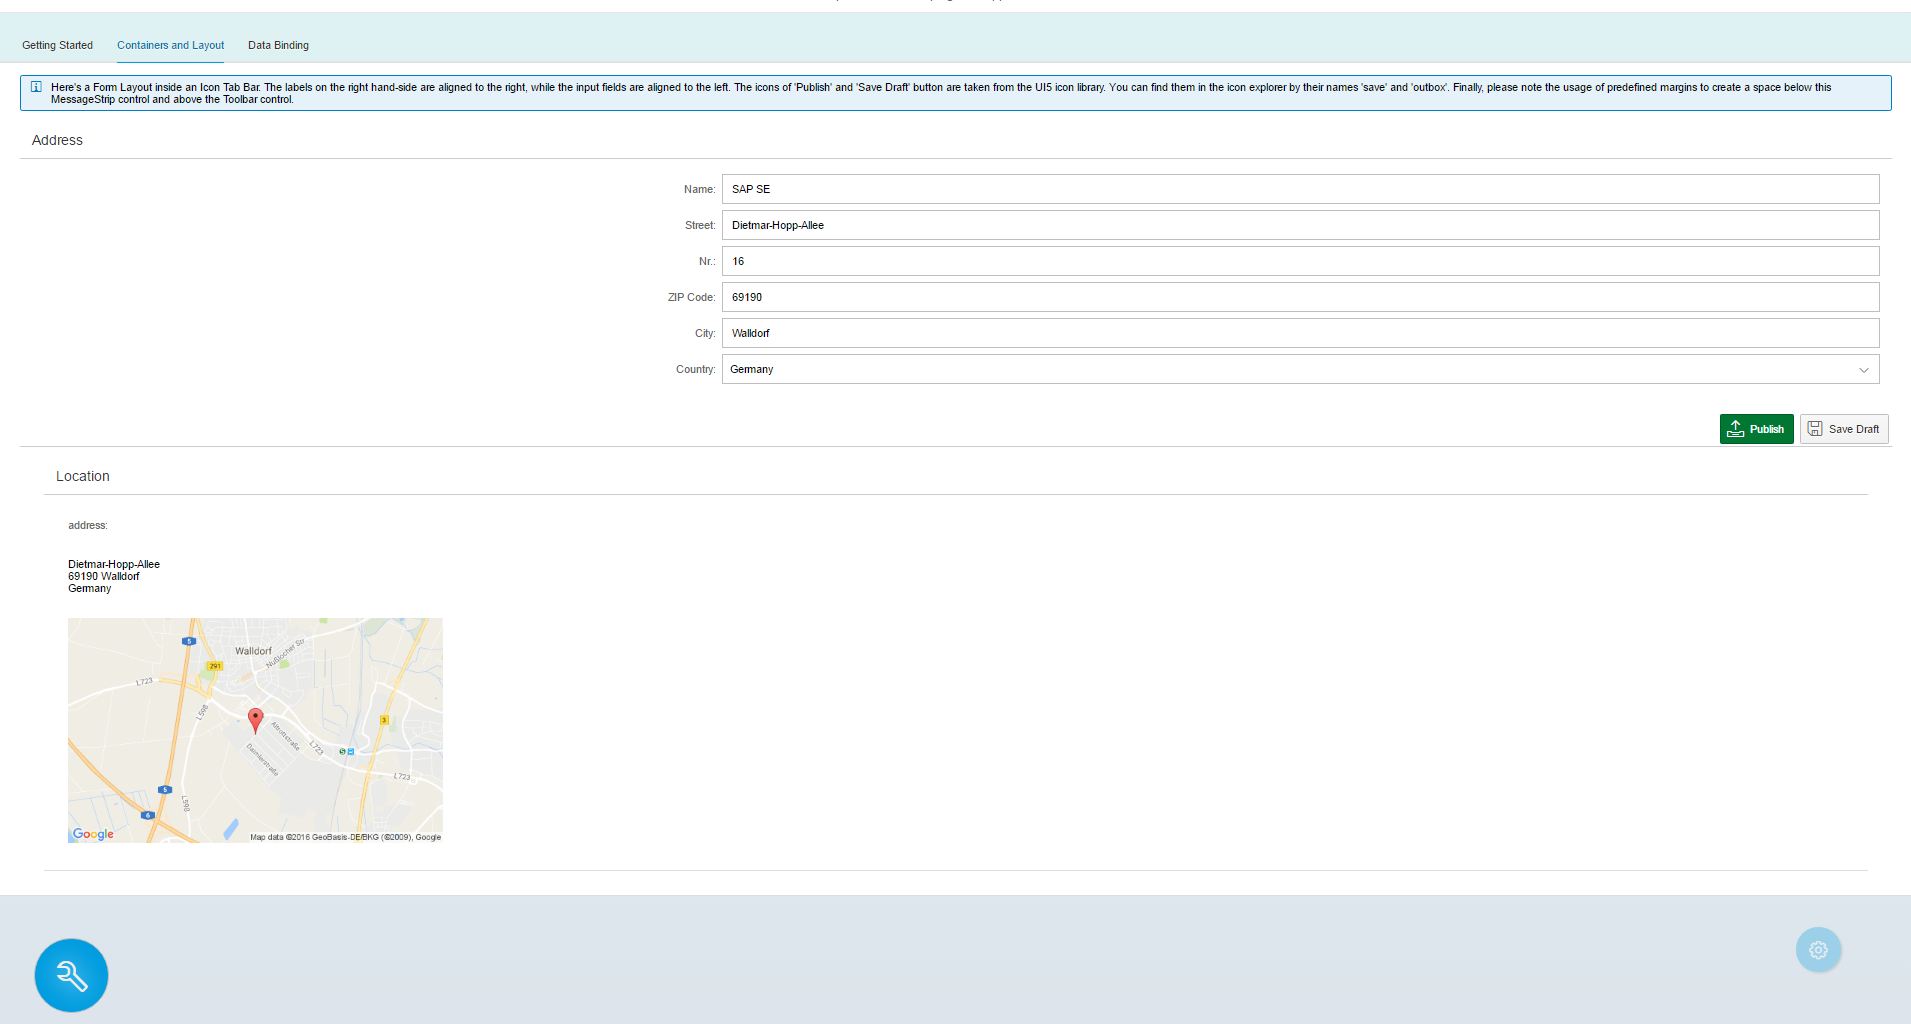 Getting Started Containers and Layout Data Binding
Here's a Form Layout inside an Icon Tab Bar. The labels on the right hand-side are aligned to the right, while the input fields are aligned to the left. The icons of 'Publish' and 'Save Draft' button are taken from the UI5 icon library. You can find them in the icon explorer by their names 'save' and 'outbox'. Finally, please note the usage of predefined margins to create a space below this
MessageStrip control and above the Toolbar control.
Address
Name: SAP SE
Street: Dietmar-Hopp-Allee
Nr.: 16
ZIP Code: 69190
City: Walldorf
Country: Germany
Publish Save Draft
Location
address:
Dietmar-Hopp-Allee
69190 Walldorf
Germany
5
Walldorf
Nußlocher Str
291
L723
L598
3
Altrottstraße
L723
Daimlerstraße
S
L723
5
L598
6
Google
Map data ©2016 GeoBasis-DE/BKG (©2009), Google